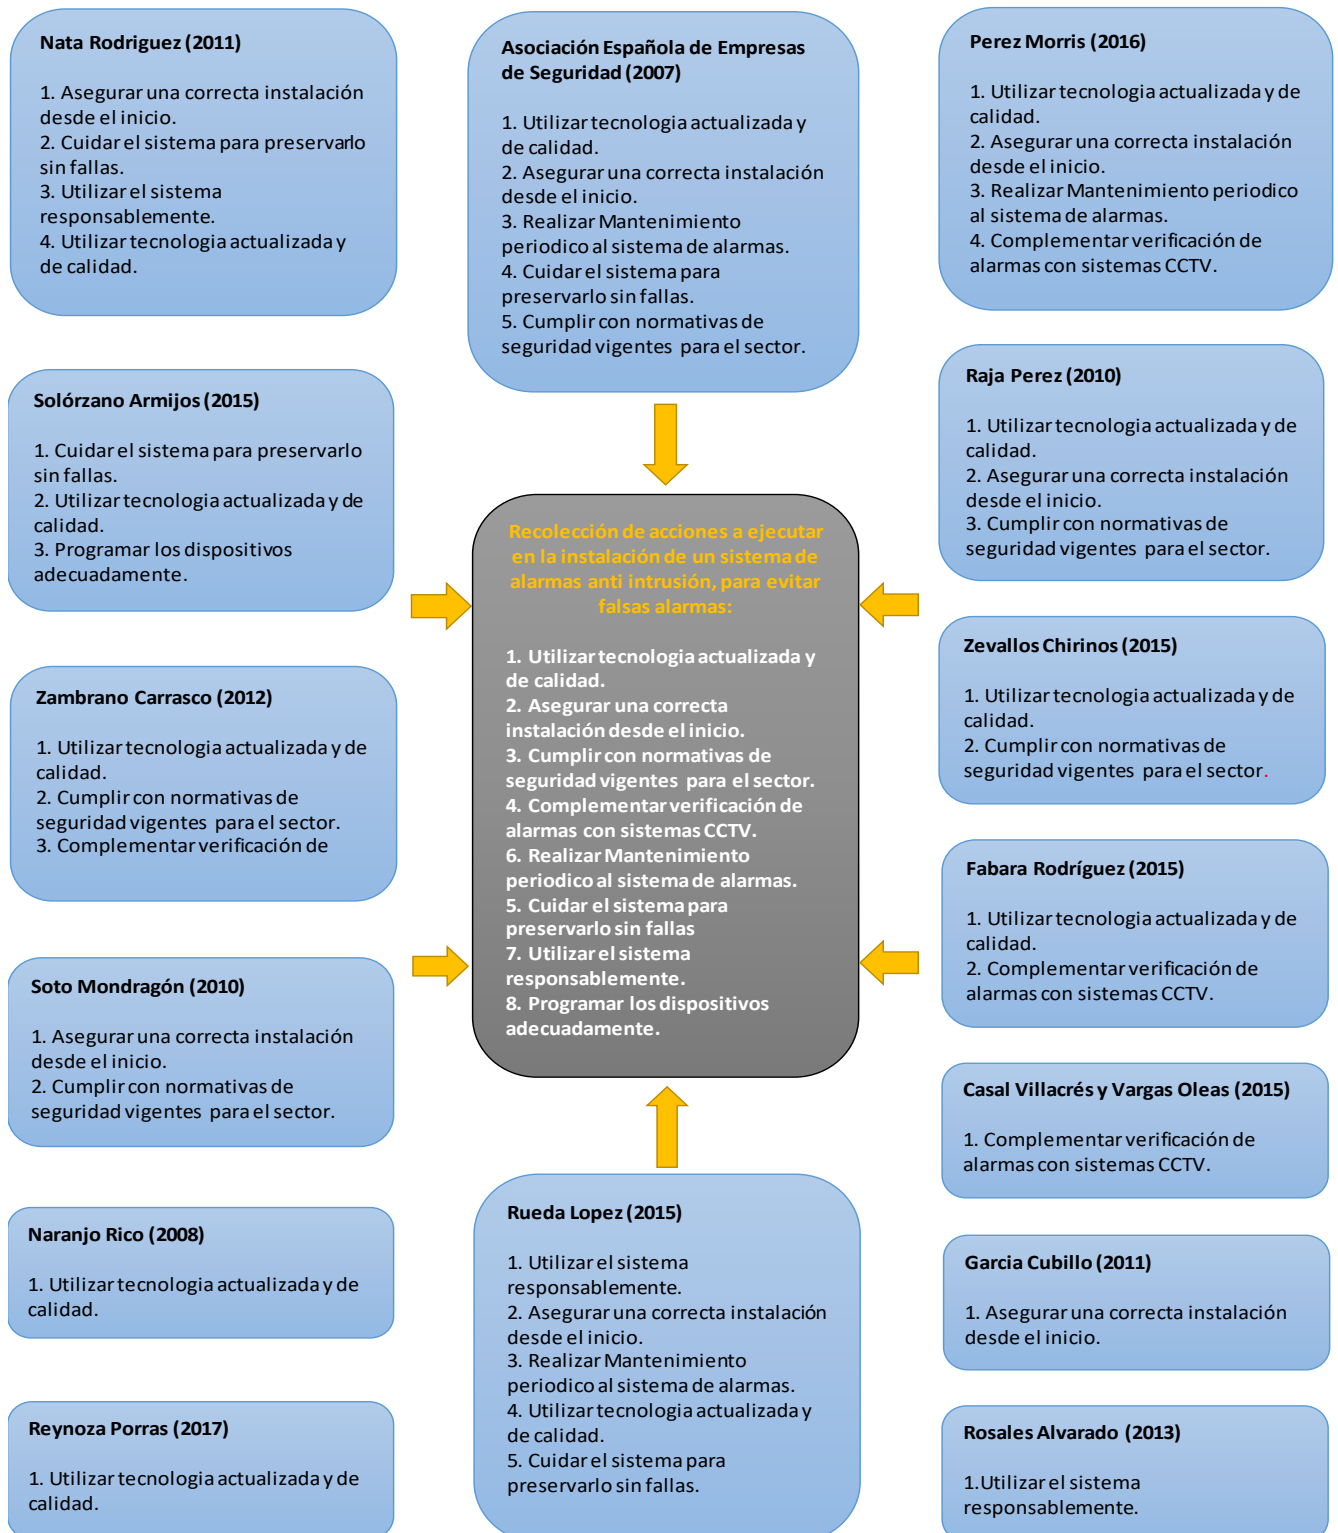 Nata Rodriguez (2011)
1. Asegurar una correcta instalación
desde el inicio.
2. Cuidar el sistema para preservarlo
sin fallas.
3. Utilizar el sistema
responsablemente.
4. Utilizar tecnologia actualizada y
de calidad.
Solórzano Armijos (2015)
1. Cuidar el sistema para preservarlo
sin fallas.
2. Utilizar tecnologia actualizada y de
calidad.
3. Programar los dispositivos
adecuadamente.
Zambrano Carrasco (2012)
1. Utilizar tecnologia actualizada y de
calidad.
2. Cumplir con normativas de
seguridad vigentes para el sector.
3. Complementar verificación de
Soto Mondragón (2010)
1. Asegurar una correcta instalación
desde el inicio.
2. Cumplir con normativas de
seguridad vigentes para el sector.
Naranjo Rico (2008)
1. Utilizar tecnologia actualizada y de
calidad.
Reynoza Porras (2017)
1. Utilizar tecnologia actualizada y de
calidad.
Asociación Española de Empresas
de Seguridad (2007)
1. Utilizar tecnologia actualizada y
de calidad.
2. Asegurar una correcta instalación
desde el inicio.
3. Realizar Mantenimiento
periodico al sistema de alarmas.
4. Cuidar el sistema para
preservarlo sin fallas.
5. Cumplir con normativas de
seguridad vigentes para el sector.
Recolección de acciones a ejecutar
en la instalación de un sistema de
alarmas anti intrusión, para evitar
falsas alarmas:
1. Utilizar tecnologia actualizada y
de calidad.
2. Asegurar una correcta
instalación desde el inicio.
3. Cumplir con normativas de
seguridad vigentes para el sector.
4. Complementar verificación de
alarmas con sistemas CCTV.
6. Realizar Mantenimiento
periodico al sistema de alarmas.
5. Cuidar el sistema para
preservarlo sin fallas
7. Utilizar el sistema
responsablemente.
8. Programar los dispositivos
adecuadamente.
Rueda Lopez (2015)
1. Utilizar el sistema
responsablemente.
2. Asegurar una correcta instalación
desde el inicio.
3. Realizar Mantenimiento
periodico al sistema de alarmas.
4. Utilizar tecnologia actualizada y
de calidad.
5. Cuidar el sistema para
preservarlo sin fallas.
Perez Morris (2016)
1. Utilizar tecnologia actualizada y de
calidad.
2. Asegurar una correcta instalación
desde el inicio.
3. Realizar Mantenimiento periodico
al sistema de alarmas.
4. Complementar verificación de
alarmas con sistemas CCTV.
Raja Perez (2010)
1. Utilizar tecnologia actualizada y de
calidad.
2. Asegurar una correcta instalación
desde el inicio.
3. Cumplir con normativas de
seguridad vigentes para el sector.
Zevallos Chirinos (2015)
1. Utilizar tecnologia actualizada y de
calidad.
2. Cumplir con normativas de
seguridad vigentes para el sector.
Fabara Rodríguez (2015)
1. Utilizar tecnologia actualizada y de
calidad.
2. Complementar verificación de
alarmas con sistemas CCTV.
Casal Villacrés y Vargas Oleas (2015)
1. Complementar verificación de
alarmas con sistemas CCTV.
Garcia Cubillo (2011)
1. Asegurar una correcta instalación
desde el inicio.
Rosales Alvarado (2013)
1.Utilizar el sistema
responsablemente.